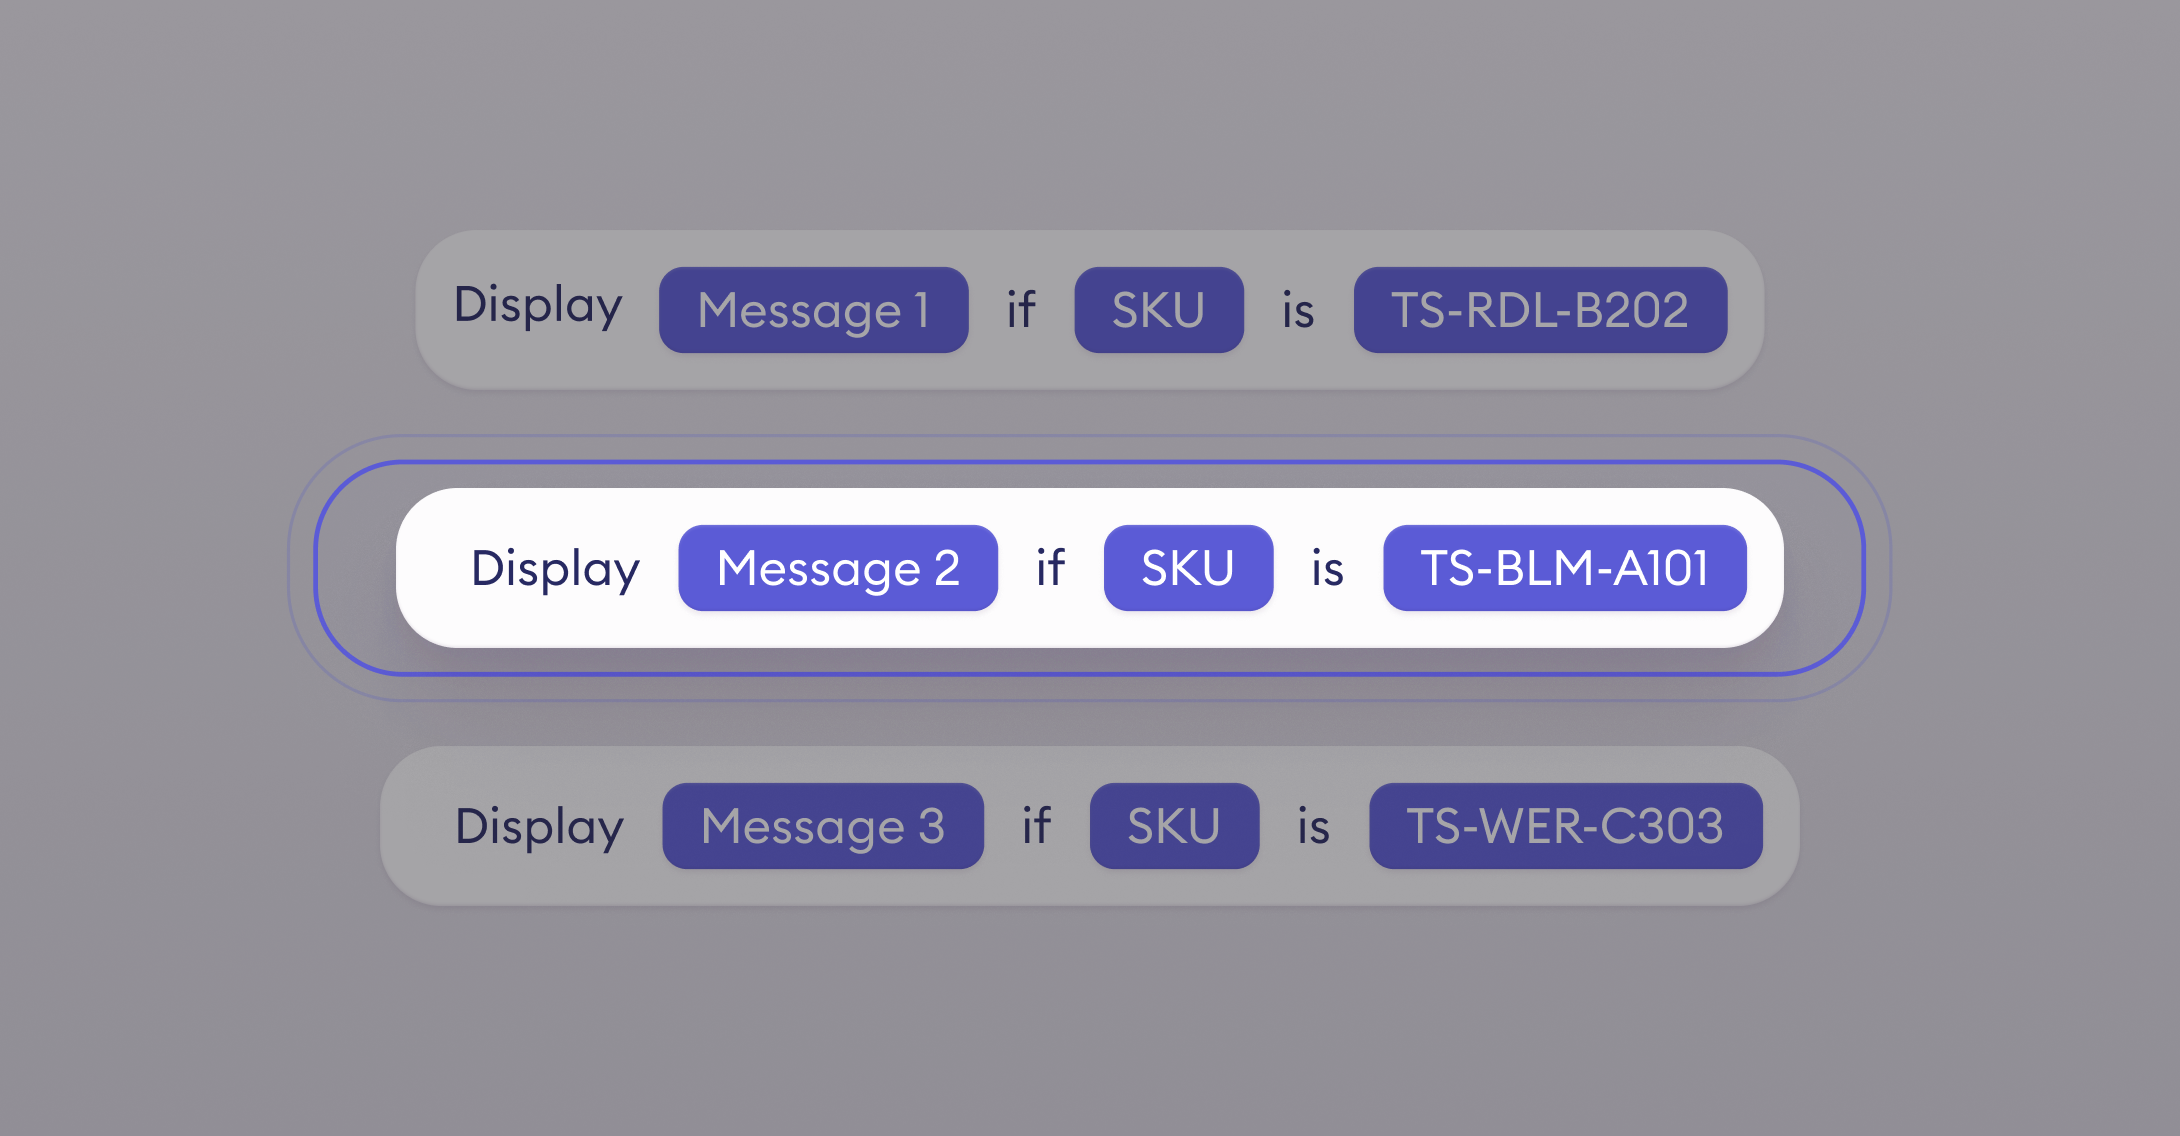 Display Message 1 if SKU is TS-RDL-B202
Display Message 2 if SKU is TS-BLM-A101
Display Message 3 if SKU is TS-WER-C303